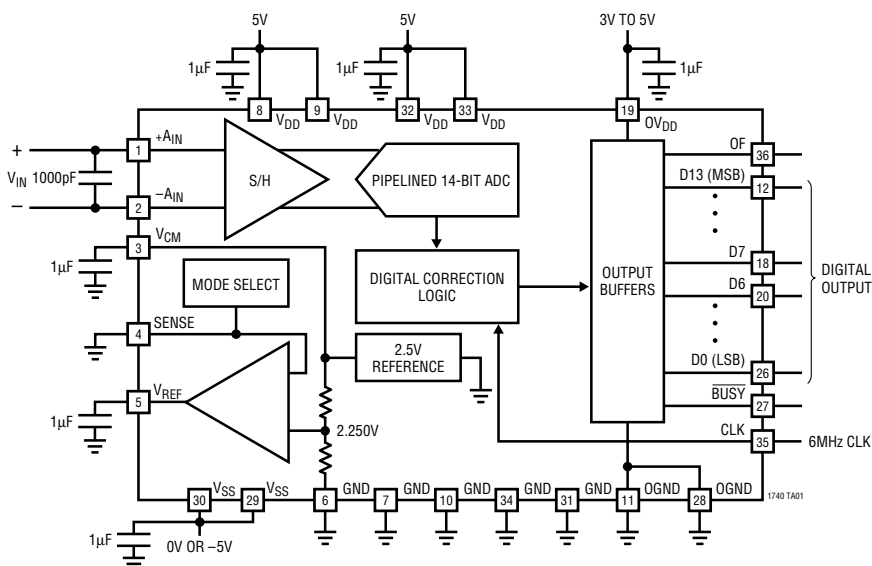 5V 5V 3V TO 5V
1µF 1µF 1µF
8 9 32 33 19
VDD VDD VDD VDD OVDD
+AIN
1
+
VIN 1000pF
–
–AIN
2
S/H
PIPELINED 14-BIT ADC
OF
36
D13 (MSB)
12
VCM
3
1µF
MODE SELECT
DIGITAL CORRECTION
LOGIC
OUTPUT
BUFFERS
D7
18
D6
20
DIGITAL
OUTPUT
SENSE
4
2.5V
REFERENCE
D0 (LSB)
26
VREF
5
1µF
2.250V
BUSY
27
CLK
35
6MHz CLK
VSS VSS GND GND GND GND GND OGND OGND
30 29 6 7 10 34 31 11 28
1740 TA01
1µF
0V OR –5V